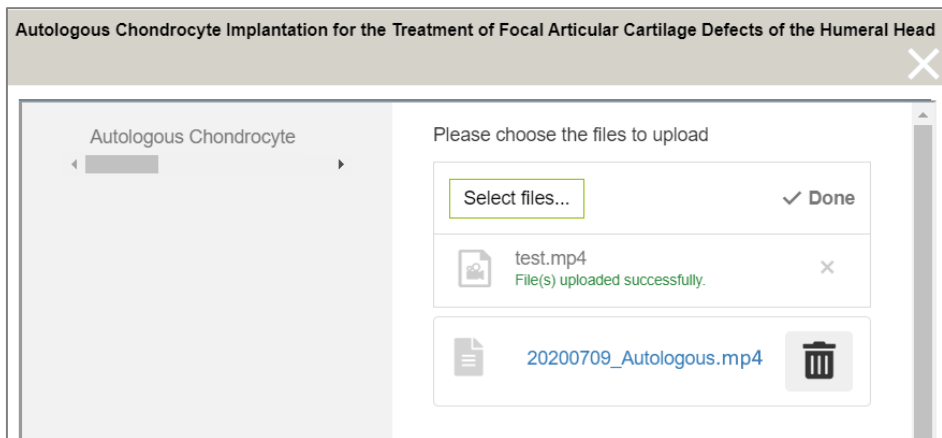 Autologous Chondrocyte Implantation for the Treatment of Focal Articular Cartilage Defects of the Humeral Head
Autologous Chondrocyte
Please choose the files to upload
Select files...
Done
test.mp4
File(s) uploaded successfully.
20200709_Autologous.mp4